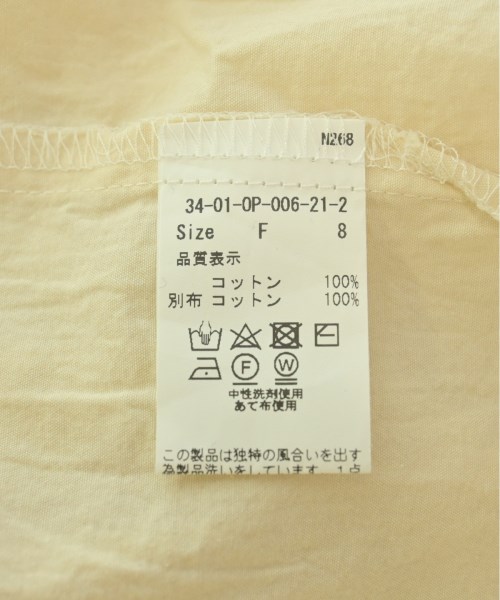 N268
34-01-OP-006-21-2
Size F 8
品質表示
コットン 100%
別布 コットン 100%
F W
中性洗剤使用
あて布使用
この製品は独特の風合いを出す
為製品洗いをしています。1点